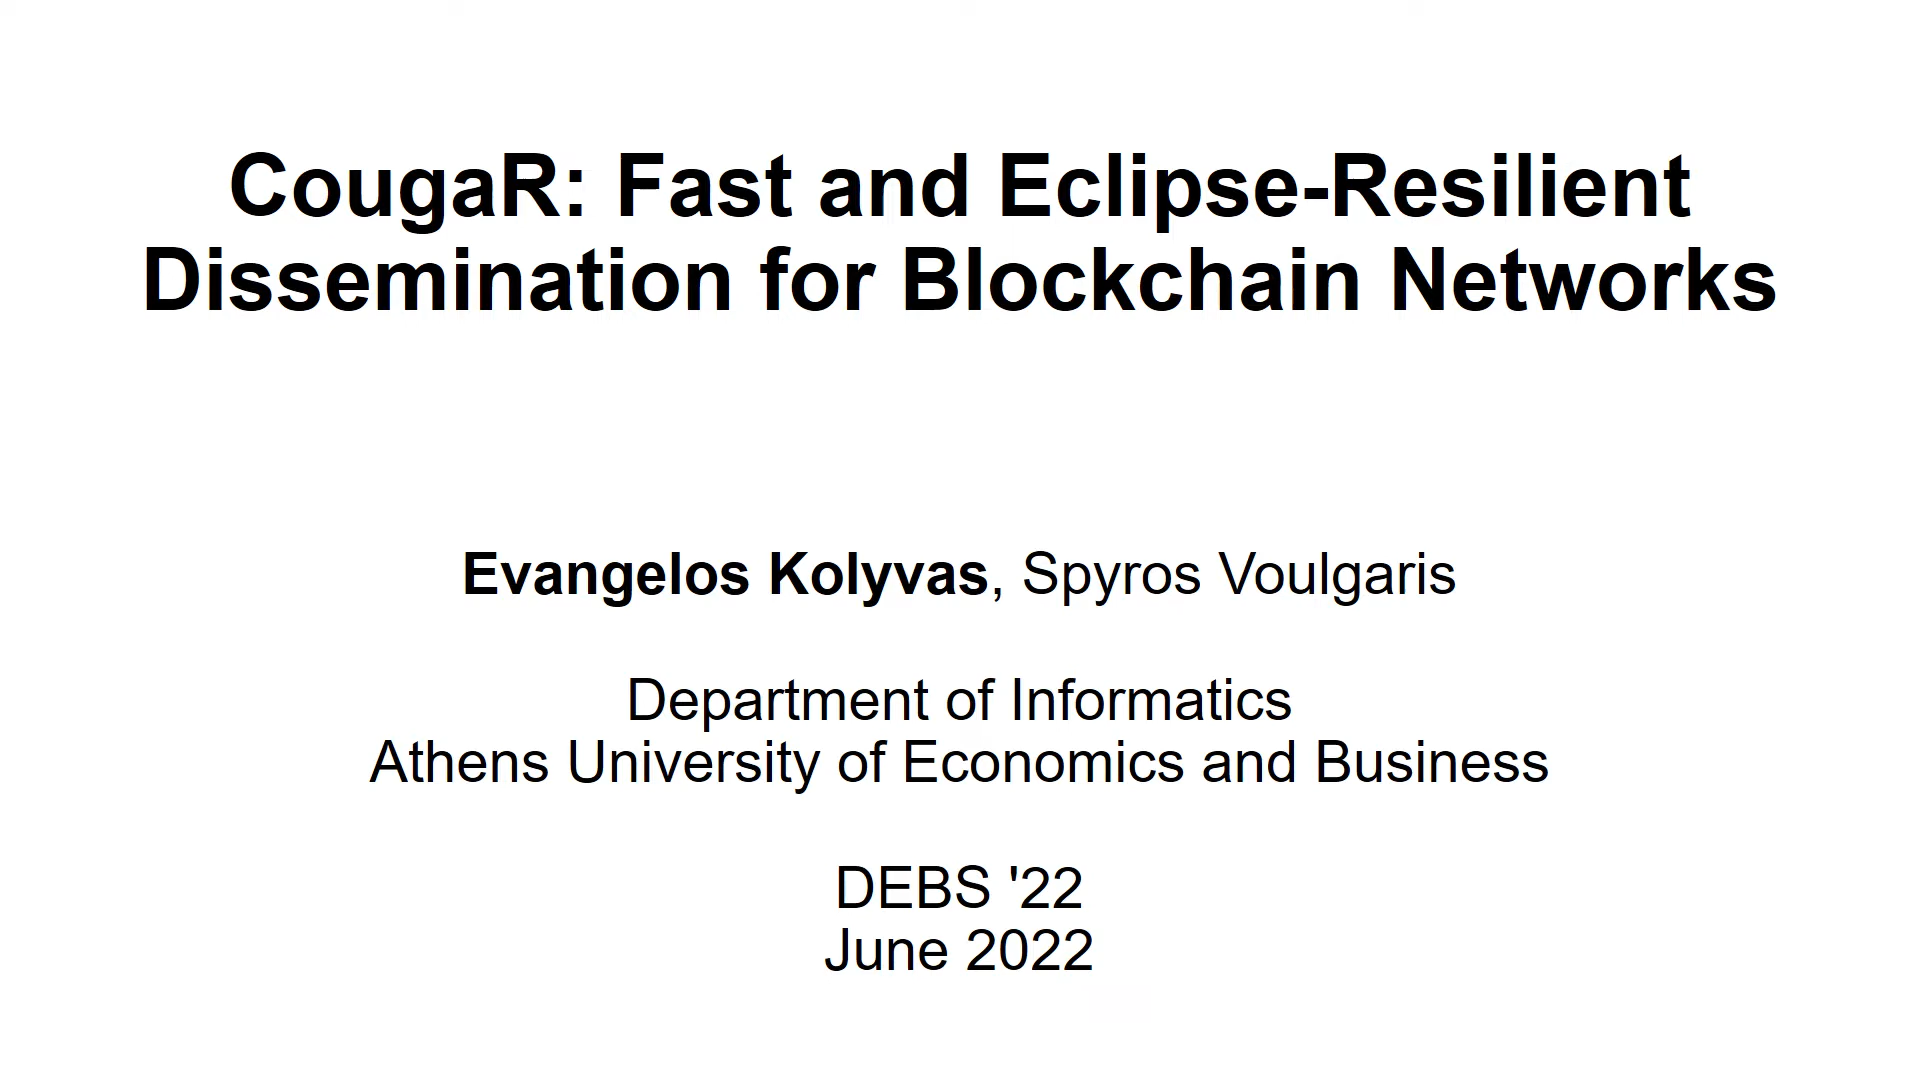 CougaR: Fast and Eclipse-Resilient
Dissemination for Blockchain Networks
Evangelos Kolyvas, Spyros Voulgaris
Department of Informatics
Athens University of Economics and Business
DEBS '22
June 2022